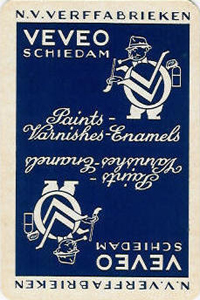 N.V. VERFFABRIEKEN
VEVEO
SCHIEDAM
Paints -
Varnishes - Enamels
Paints -
Varnishes - Enamels
VEVEO
SCHIEDAM
N.V. VERFFABRIEKEN